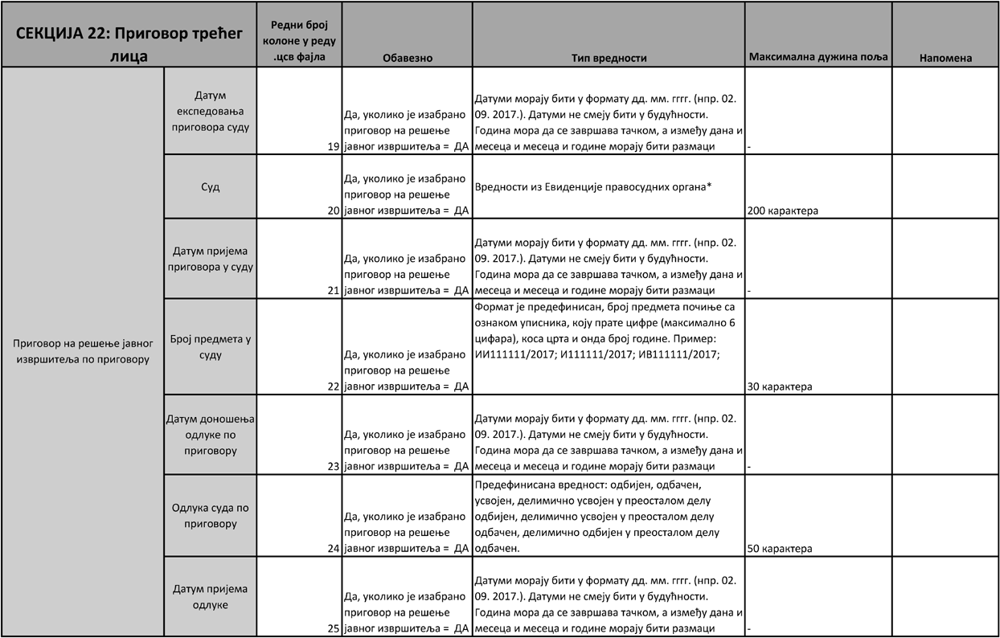 СЕКЦИЈА 22: Приговор трећег
лица
Редни број
колоне у реду
.цсв фајла
Обавезно
Тип вредности
Максимална дужина поља
Напомена
Приговор на решење јавног
извршитеља по приговору
Датум
експедовања
приговора суду
19
Да, уколико је изабрано
приговор на решење
јавног извршитеља =  ДА
Датуми морају бити у формату дд. мм. гггг. (нпр. 02.
09. 2017.). Датуми не смеју бити у будућности.
Година мора да се завршава тачком, а између дана и
месеца и месеца и године морају бити размаци
-
Суд
20
Да, уколико је изабрано
приговор на решење
јавног извршитеља =  ДА
Вредности из Евиденције правосудних органа*
200 карактера
Датум пријема
приговора у суду
21
Да, уколико је изабрано
приговор на решење
јавног извршитеља =  ДА
Датуми морају бити у формату дд. мм. гггг. (нпр. 02.
09. 2017.). Датуми не смеју бити у будућности.
Година мора да се завршава тачком, а између дана и
месеца и месеца и године морају бити размаци
-
Број предмета у
суду
22
Да, уколико је изабрано
приговор на решење
јавног извршитеља =  ДА
Формат је предефинисан, број предмета почиње са
ознаком уписника, коју прате цифре (максимално 6
цифара), коса црта и онда број године. Пример:
ИИ111111/2017; И111111/2017; ИВ111111/2017;
30 карактера
Датум доношења
одлуке по
приговору
23
Да, уколико је изабрано
приговор на решење
јавног извршитеља =  ДА
Датуми морају бити у формату дд. мм. гггг. (нпр. 02.
09. 2017.). Датуми не смеју бити у будућности.
Година мора да се завршава тачком, а између дана и
месеца и месеца и године морају бити размаци
-
Одлука суда по
приговору
24
Да, уколико је изабрано
приговор на решење
јавног извршитеља =  ДА
Предефинисана вредност: одбијен, одбачен,
усвојен, делимично усвојен у преосталом делу
одбијен, делимично усвојен у преосталом делу
одбачен, делимично одбијен у преосталом делу
одбачен.
50 карактера
Датум пријема
одлуке
25
Да, уколико је изабрано
приговор на решење
јавног извршитеља =  ДА
Датуми морају бити у формату дд. мм. гггг. (нпр. 02.
09. 2017.). Датуми не смеју бити у будућности.
Година мора да се завршава тачком, а између дана и
месеца и месеца и године морају бити размаци
-